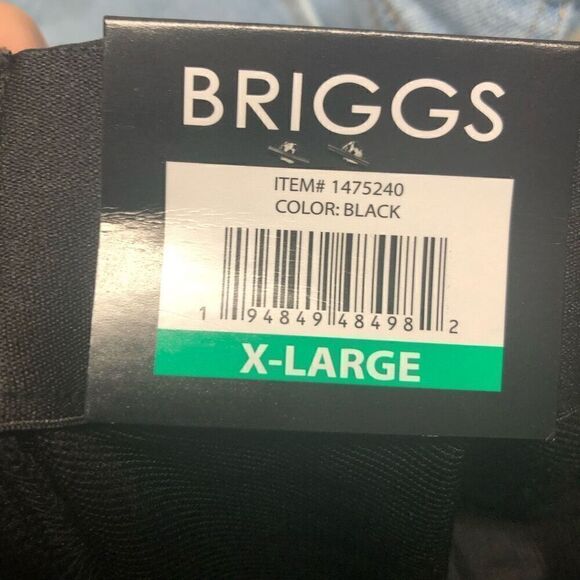 BRIGGS
ITEM# 1475240
COLOR: BLACK
1 94849 48498 2
X-LARGE